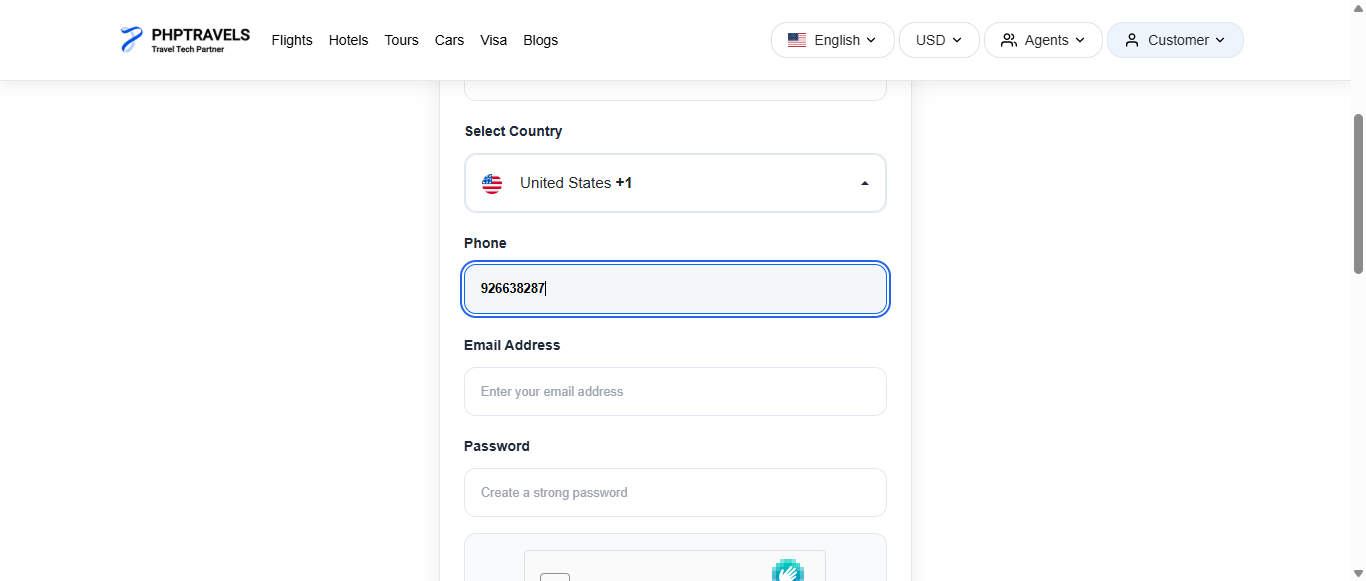 PHPTRAVELS
Travel Tech Partner
Flights Hotels Tours Cars Visa Blogs
English USD Agents Customer
Select Country
United States +1
Phone
926638287
Email Address
Enter your email address
Password
Create a strong password